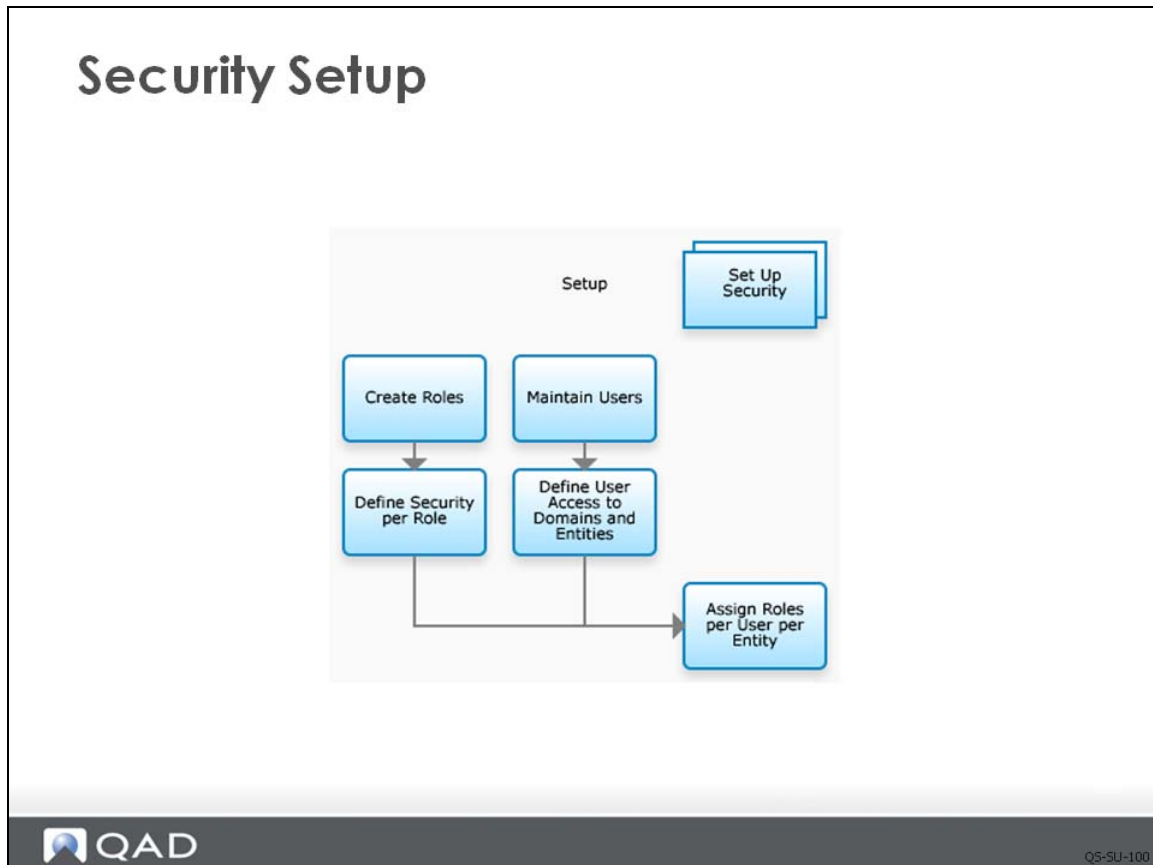 Security Setup
Setup
Set Up
Security
Create Roles
Maintain Users
Define Security
per Role
Define User
Access to
Domains and
Entities
Assign Roles
per User per
Entity
QAD
QS-SU-100